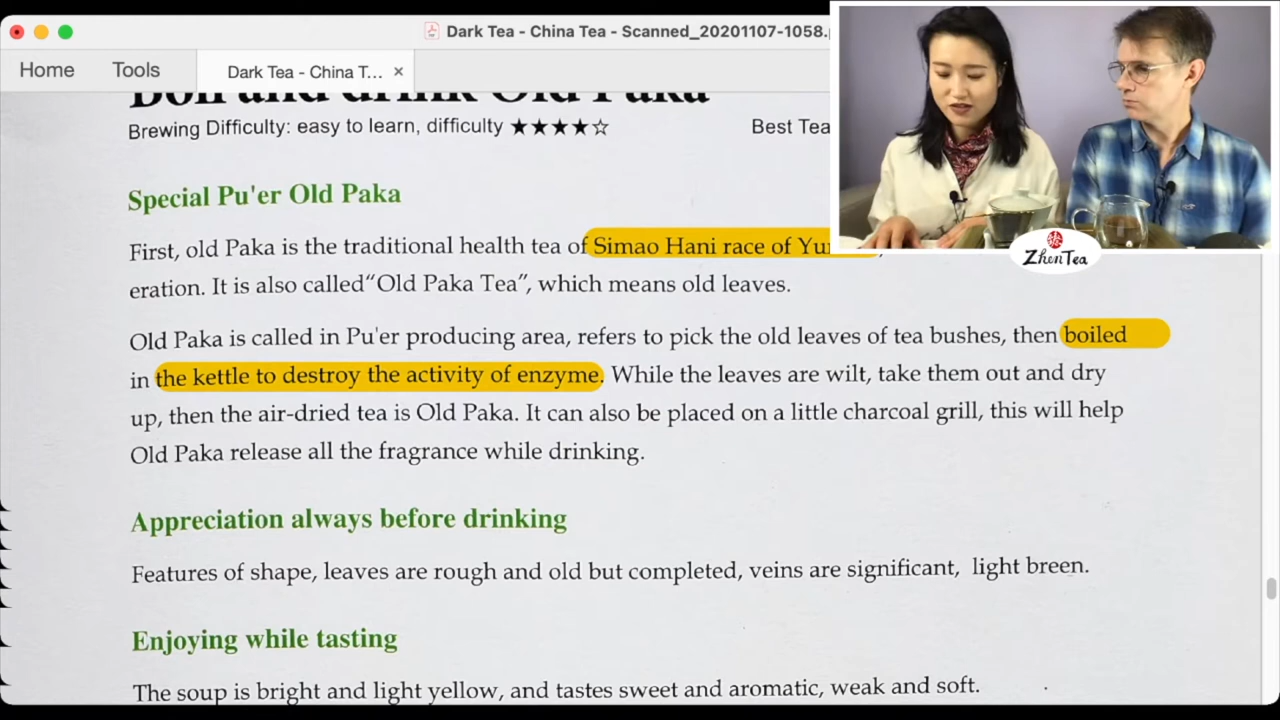 Dark Tea - China Tea - Scanned_20201107-1058.
Home
Tools
Dark Tea - China T... ×
Boil and drink Old Paka
Brewing Difficulty: easy to learn, difficulty ★★★★☆
Best Tea
Special Pu'er Old Paka
First, old Paka is the traditional health tea of Simao Hani race of
eration. It is also called“Old Paka Tea”, which means old leaves.
Old Paka is called in Pu'er producing area, refers to pick the old leaves of tea bushes, then boiled
in the kettle to destroy the activity of enzyme. While the leaves are wilt, take them out and dry
up, then the air-dried tea is Old Paka. It can also be placed on a little charcoal grill, this will help
Old Paka release all the fragrance while drinking.
Appreciation always before drinking
Features of shape, leaves are rough and old but completed, veins are significant, light breen.
Enjoying while tasting
The soup is bright and light yellow, and tastes sweet and aromatic, weak and soft.
ZhenTea